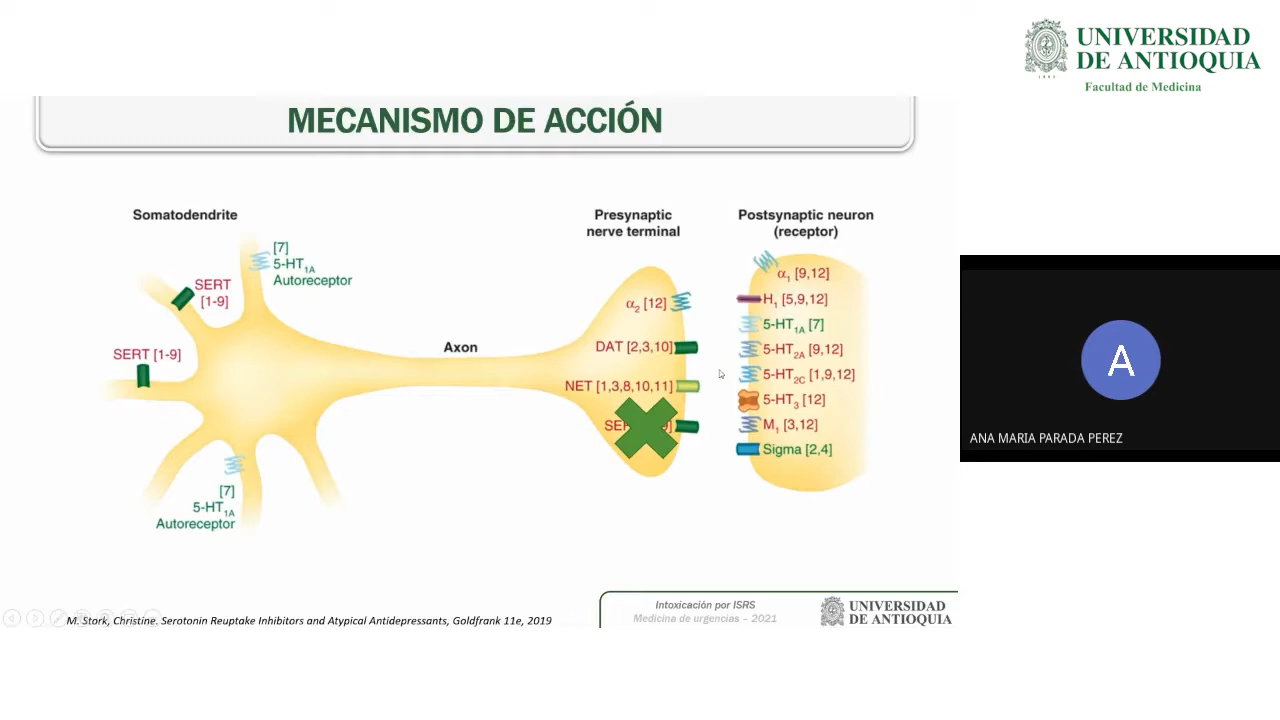 UNIVERSIDAD
DE ANTIOQUIA
1803
Facultad de Medicina
MECANISMO DE ACCIÓN
Somatodendrite
[7]
5-HT1A
Autoreceptor
SERT
[1-9]
SERT [1-9]
[7]
5-HT1A
Autoreceptor
Axon
Presynaptic
nerve terminal
α2 [12]
DAT [2,3,10]
NET [1,3,8,10,11]
Postsynaptic neuron
(receptor)
α1 [9,12]
H1 [5,9,12]
5-HT1A [7]
5-HT2A [9,12]
5-HT2C [1,9,12]
5-HT3 [12]
M1 [3,12]
Sigma [2,4]
A
ANA MARIA PARADA PEREZ
M. Stork, Christine. Serotonin Reuptake Inhibitors and Atypical Antidepressants, Goldfrank 11e, 2019
Intoxicación por ISRS
Medicina de urgencias – 2021
UNIVERSIDAD
DE ANTIOQUIA